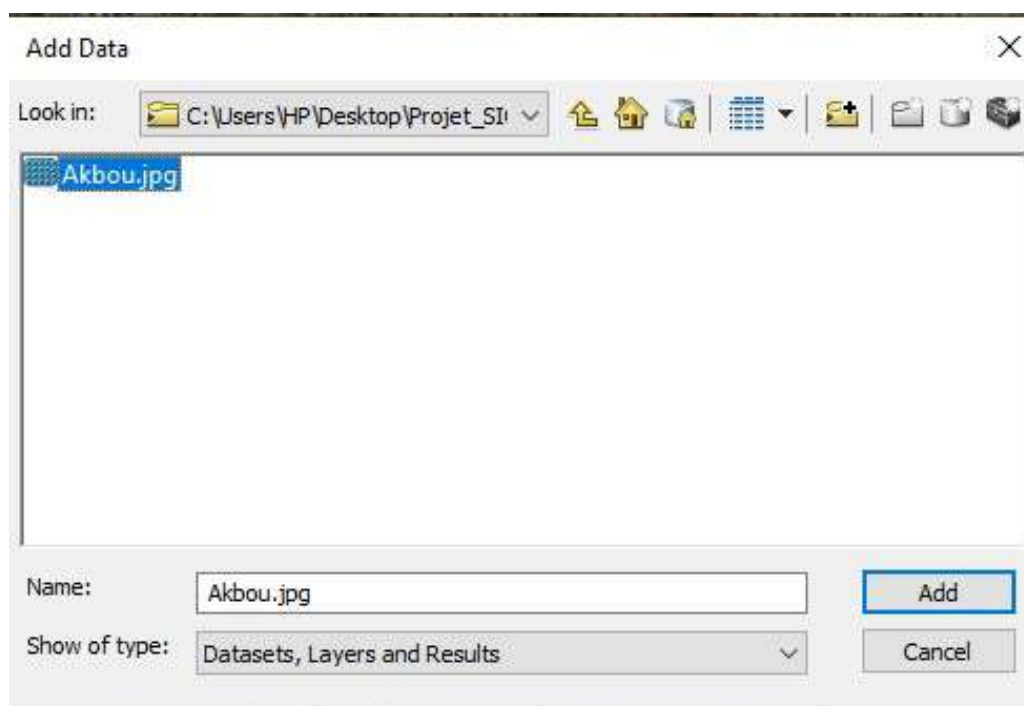 Add Data
Look in: C:\Users\HP\Desktop\Projet_SI
Akbou.jpg
Name: Akbou.jpg Add
Show of type: Datasets, Layers and Results Cancel